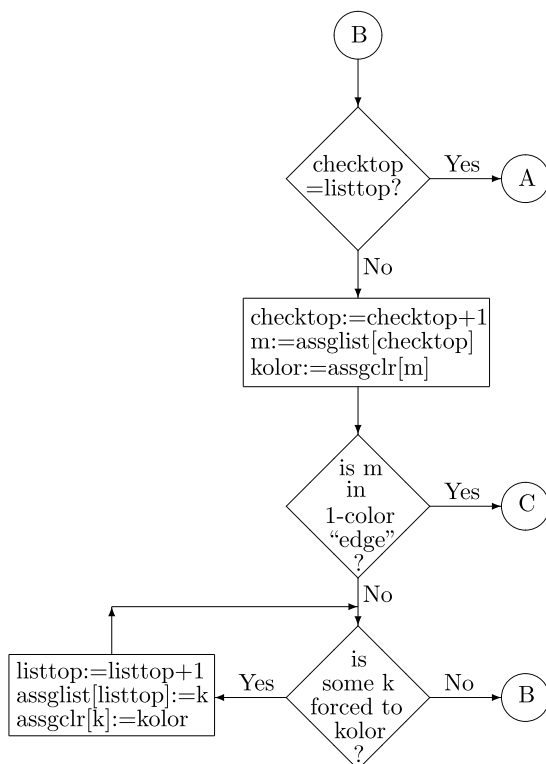 B
checktop
=listtop?
Yes
A
No
checktop:=checktop+1
m:=assglist[checktop]
kolor:=assgclr[m]
is m
in
1-color
“edge”
?
Yes
C
No
listtop:=listtop+1
assglist[listtop]:=k
assgclr[k]:=kolor
Yes
is
some k
forced to
kolor
?
No
B